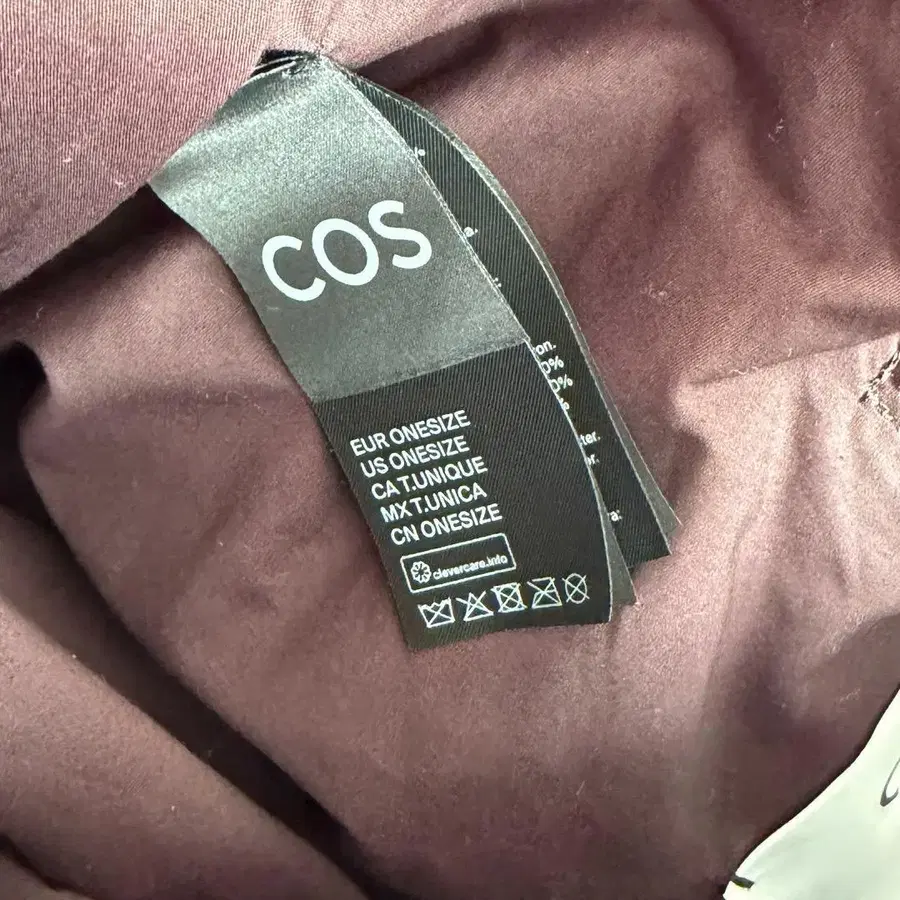 COS
EUR ONESIZE
US ONESIZE
CA T.UNIQUE
MX T.UNICA
CN ONESIZE
clevercare.info